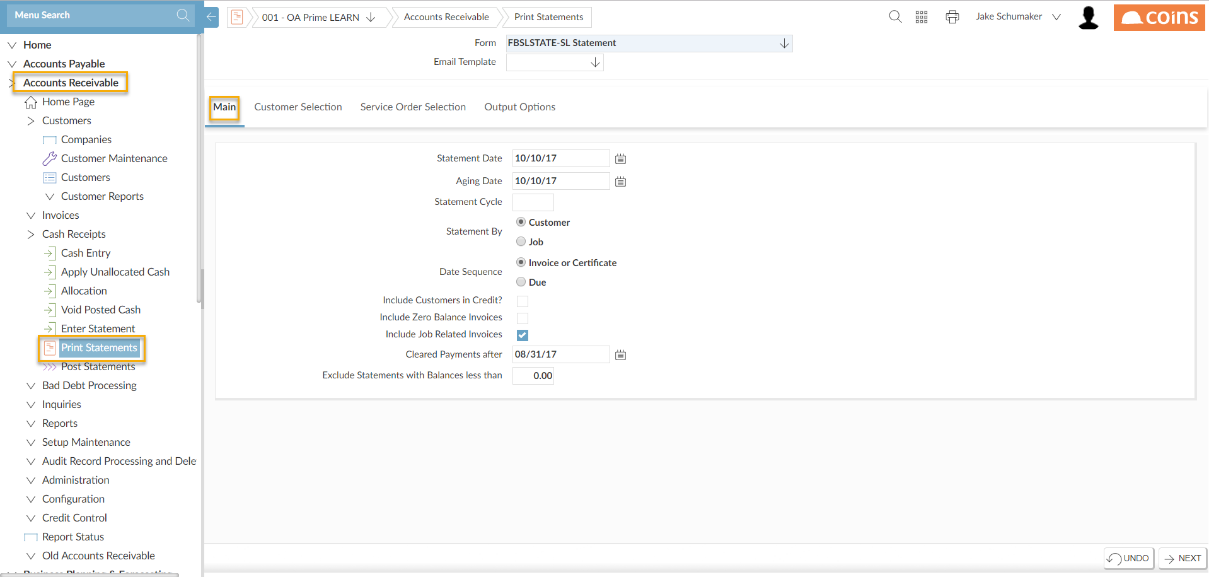 Menu Search
001 - OA Prime LEARN
Accounts Receivable
Print Statements
Jake Schumaker
coins
Home
Accounts Payable
Accounts Receivable
Home Page
Customers
Companies
Customer Maintenance
Customers
Customer Reports
Invoices
Cash Receipts
Cash Entry
Apply Unallocated Cash
Allocation
Void Posted Cash
Enter Statement
Print Statements
Post Statements
Bad Debt Processing
Inquiries
Reports
Setup Maintenance
Audit Record Processing and Dele
Administration
Configuration
Credit Control
Report Status
Old Accounts Receivable
Business Planning & Forecasting
Form FBSLSTATE-SL Statement
Email Template
Main Customer Selection Service Order Selection Output Options
Statement Date 10/10/17
Aging Date 10/10/17
Statement Cycle
Statement By
Customer
Job
Date Sequence
Invoice or Certificate
Due
Include Customers in Credit?
Include Zero Balance Invoices
Include Job Related Invoices
Cleared Payments after 08/31/17
Exclude Statements with Balances less than 0.00
UNDO
NEXT